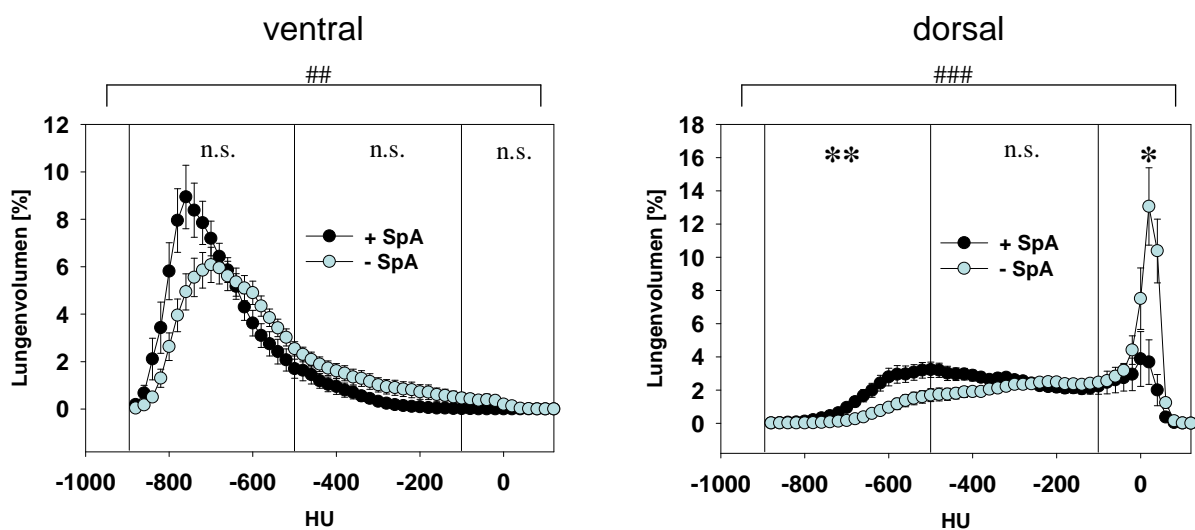 ventral
##
12
10
8
6
4
2
0
Lungenvolumen [%]
n.s.
n.s.
n.s.
+ SpA
- SpA
-1000 -800 -600 -400 -200 0
HU
dorsal
###
18
16
14
12
10
8
6
4
2
0
Lungenvolumen [%]
**
n.s.
*
+ SpA
- SpA
-1000 -800 -600 -400 -200 0
HU